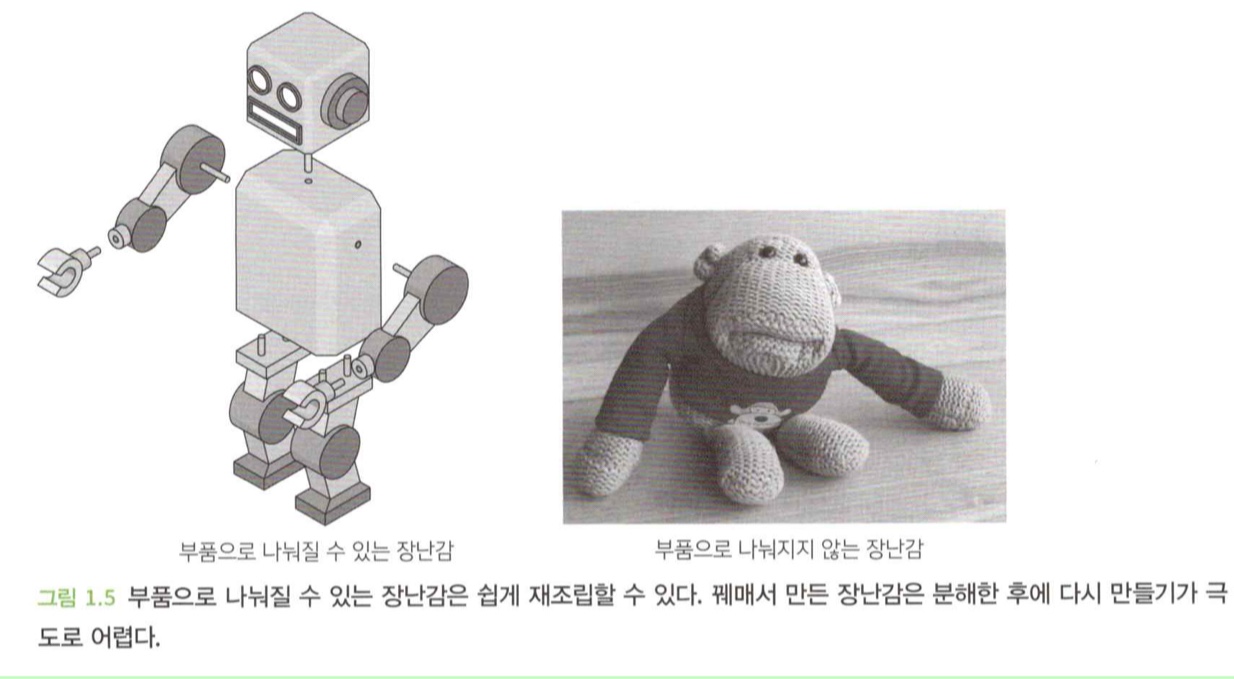 부품으로 나눠질 수 있는 장난감
부품으로 나눠지지 않는 장난감
그림 1.5 부품으로 나눠질 수 있는 장난감은 쉽게 재조립할 수 있다. 꿰매서 만든 장난감은 분해한 후에 다시 만들기가 극
도로 어렵다.